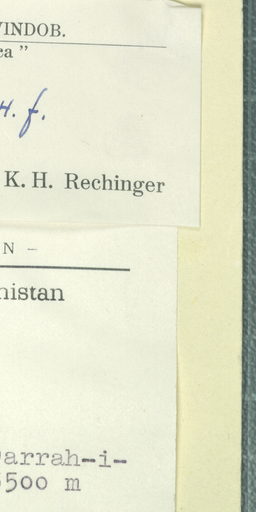 VINDOB.
ca "
H. f.
K. H. Rechinger
N –
nistan
arrah-i-
500 m